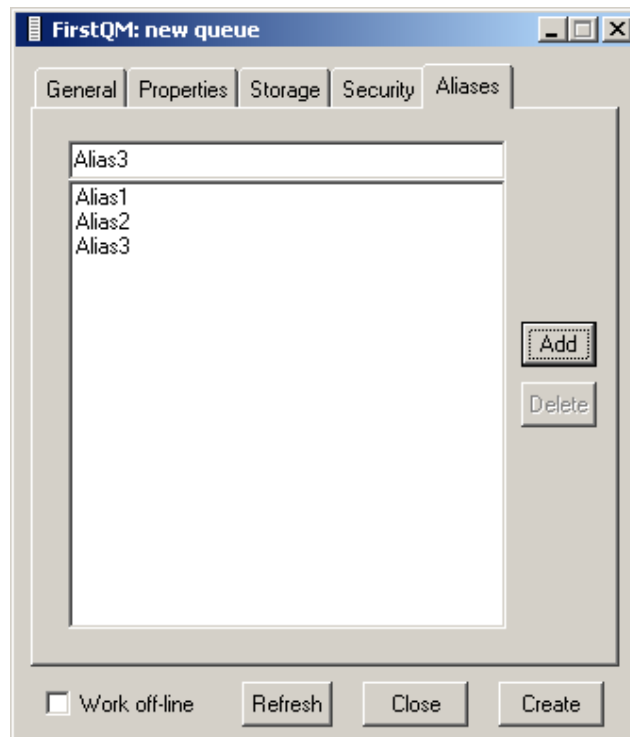 FirstQM: new queue
General Properties Storage Security Aliases
Alias3
Alias1
Alias2
Alias3
Add
Delete
Work off-line Refresh Close Create